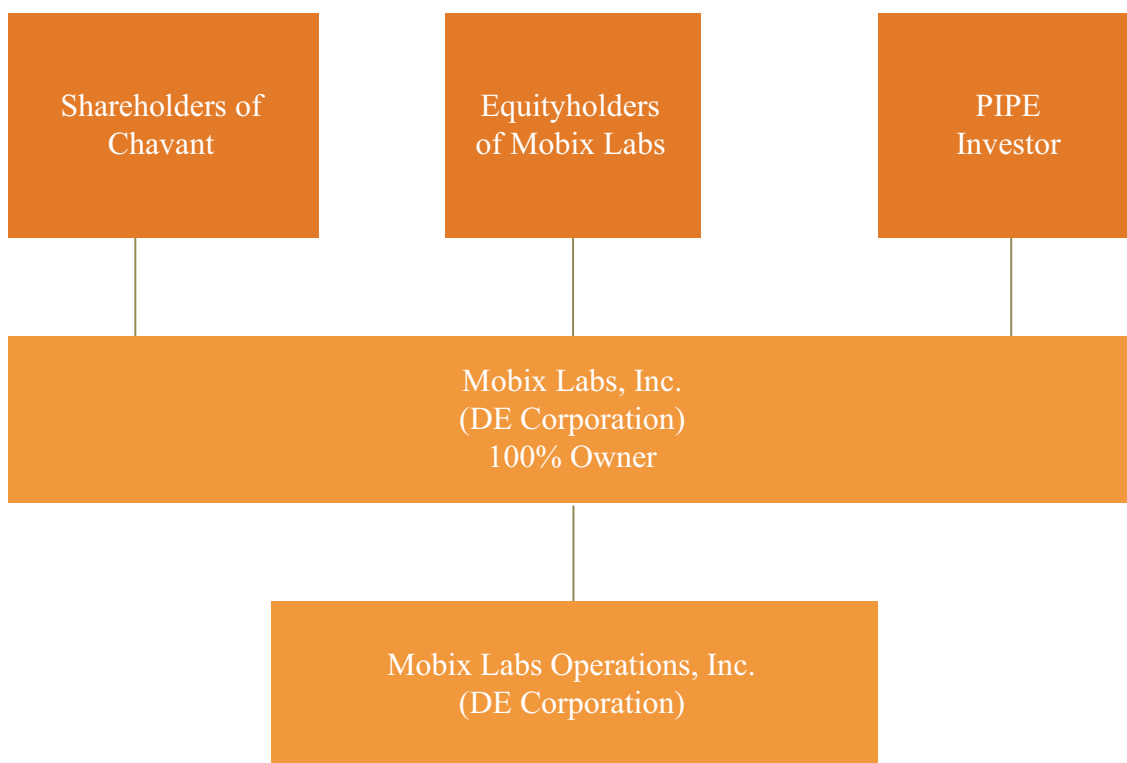 Shareholders of
Chavant
Equityholders
of Mobix Labs
PIPE
Investor
Mobix Labs, Inc.
(DE Corporation)
100% Owner
Mobix Labs Operations, Inc.
(DE Corporation)